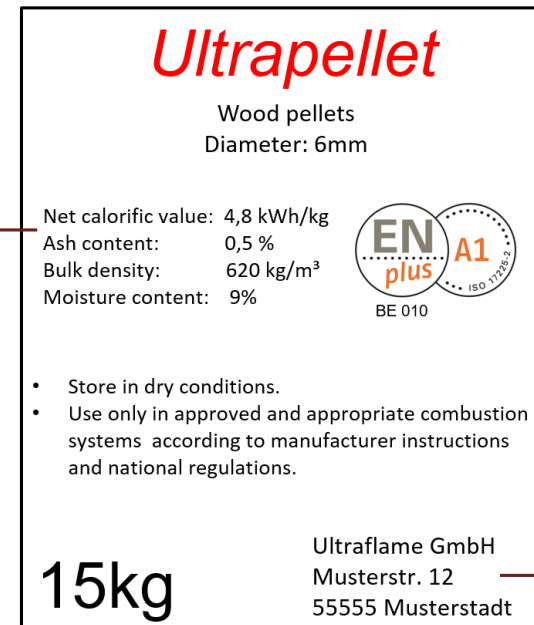 Ultrapellet
Wood pellets
Diameter: 6mm
Net calorific value: 4,8 kWh/kg
Ash content: 0,5 %
Bulk density: 620 kg/m³
Moisture content: 9%
EN
plus
A1
ISO 17225-2
BE 010
• Store in dry conditions.
• Use only in approved and appropriate combustion
systems according to manufacturer instructions
and national regulations.
15kg
Ultraflame GmbH
Musterstr. 12
55555 Musterstadt